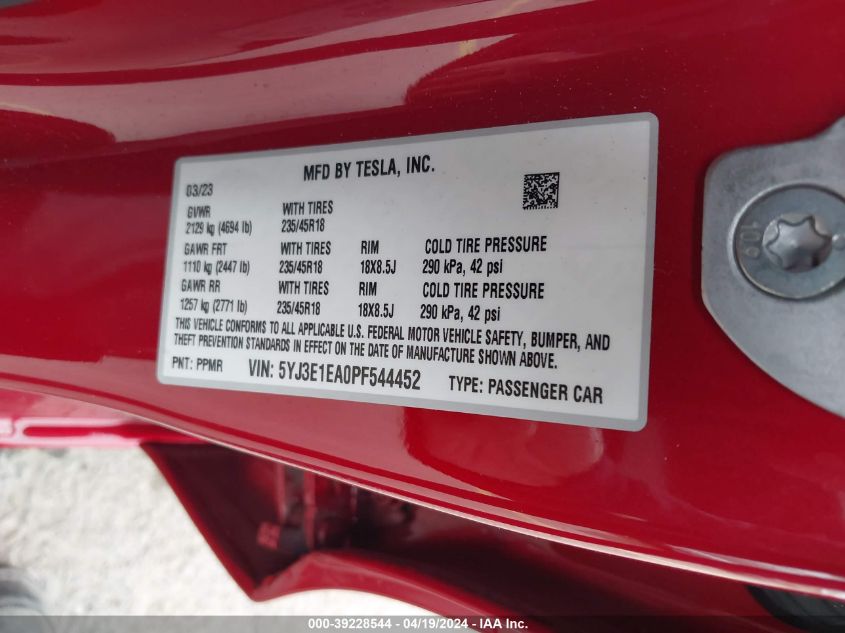 MFD BY TESLA, INC.
03/23
GVWR WITH TIRES
2129 kg (4694 lb) 235/45R18
GAWR FRT WITH TIRES RIM COLD TIRE PRESSURE
1110 kg (2447 lb) 235/45R18 18X8.5J 290 kPa, 42 psi
GAWR RR WITH TIRES RIM COLD TIRE PRESSURE
1257 kg (2771 lb) 235/45R18 18X8.5J 290 kPa, 42 psi
THIS VEHICLE CONFORMS TO ALL APPLICABLE U.S. FEDERAL MOTOR VEHICLE SAFETY, BUMPER, AND
THEFT PREVENTION STANDARDS IN EFFECT ON THE DATE OF MANUFACTURE SHOWN ABOVE.
PNT: PPMR VIN: 5YJ3E1EA0PF544452 TYPE: PASSENGER CAR
000-39228544 - 04/19/2024 - IAA Inc.